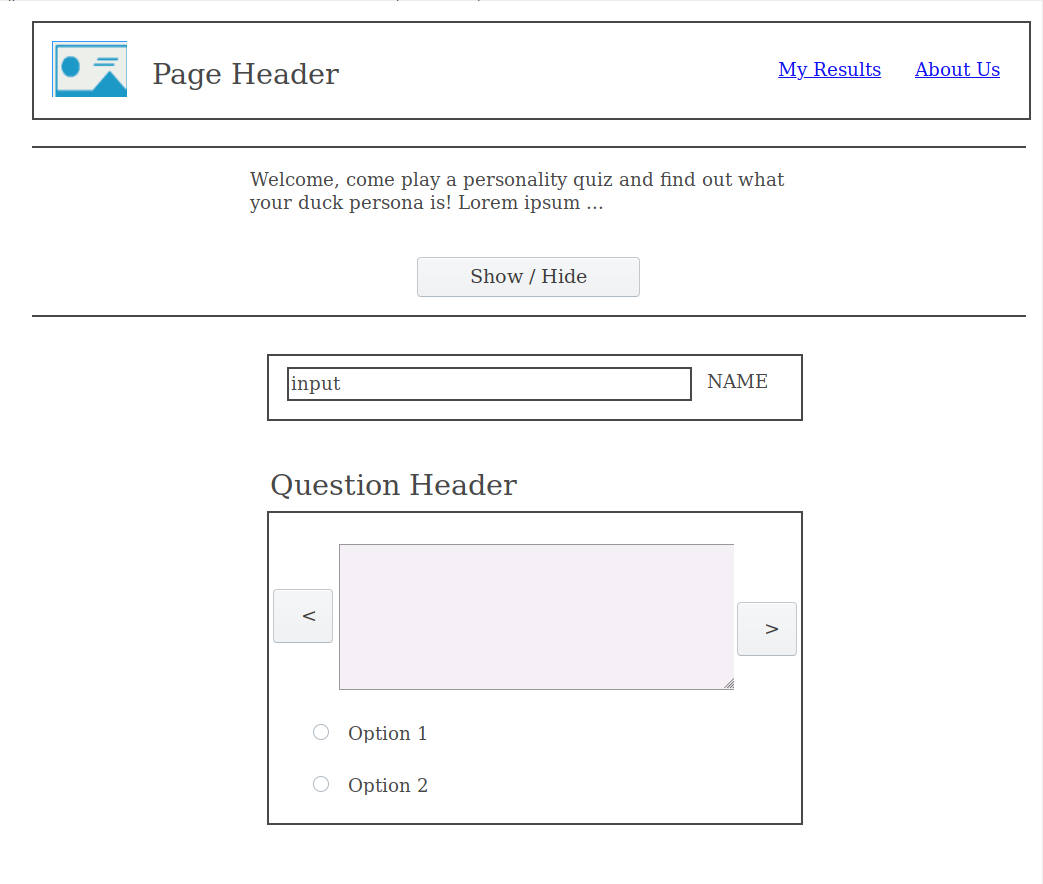 Page Header
My Results
About Us
Welcome, come play a personality quiz and find out what
your duck persona is! Lorem ipsum ...
Show / Hide
input
NAME
Question Header
<
>
Option 1
Option 2